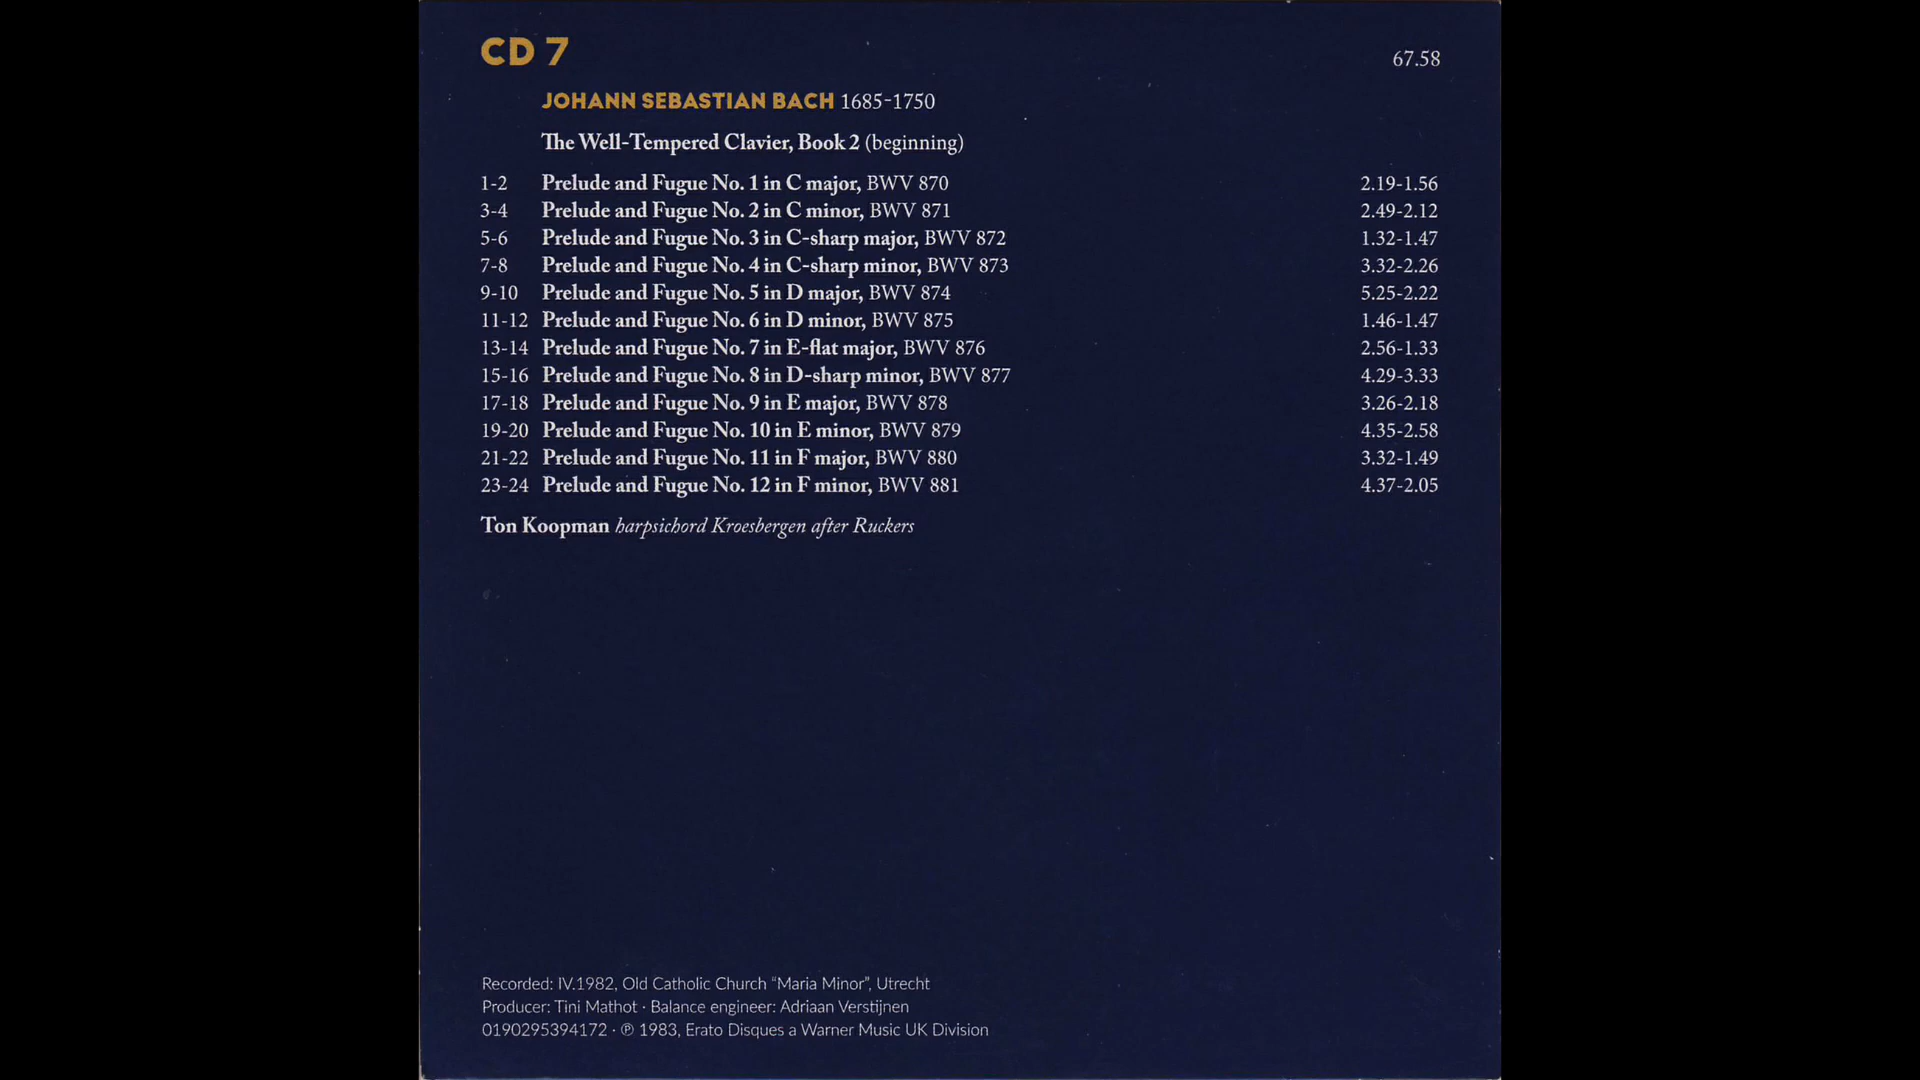 CD 7 67.58
JOHANN SEBASTIAN BACH 1685-1750
The Well-Tempered Clavier, Book 2 (beginning)
1-2 Prelude and Fugue No. 1 in C major, BWV 870 2.19-1.56
3-4 Prelude and Fugue No. 2 in C minor, BWV 871 2.49-2.12
5-6 Prelude and Fugue No. 3 in C-sharp major, BWV 872 1.32-1.47
7-8 Prelude and Fugue No. 4 in C-sharp minor, BWV 873 3.32-2.26
9-10 Prelude and Fugue No. 5 in D major, BWV 874 5.25-2.22
11-12 Prelude and Fugue No. 6 in D minor, BWV 875 1.46-1.47
13-14 Prelude and Fugue No. 7 in E-flat major, BWV 876 2.56-1.33
15-16 Prelude and Fugue No. 8 in D-sharp minor, BWV 877 4.29-3.33
17-18 Prelude and Fugue No. 9 in E major, BWV 878 3.26-2.18
19-20 Prelude and Fugue No. 10 in E minor, BWV 879 4.35-2.58
21-22 Prelude and Fugue No. 11 in F major, BWV 880 3.32-1.49
23-24 Prelude and Fugue No. 12 in F minor, BWV 881 4.37-2.05
Ton Koopman harpsichord Kroesbergen after Ruckers
Recorded: IV.1982, Old Catholic Church “Maria Minor”, Utrecht
Producer: Tini Mathot · Balance engineer: Adriaan Verstijnen
0190295394172 · ℗ 1983, Erato Disques a Warner Music UK Division